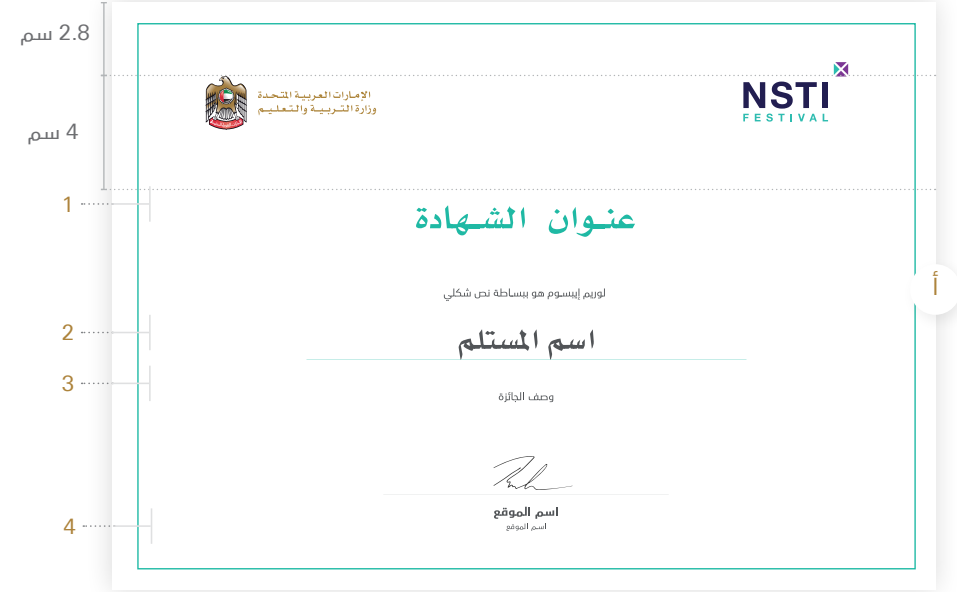 2.8 سم
الإمارات العربية المتحدة
وزارة التربية والتعليم
NSTI
FESTIVAL
4 سم
1
عنوان الشهادة
أ
لوريم إيبسوم هو ببساطة نص شكلي
2
اسم المستلم
3
وصف الجائزة
اسم الموقع
اسم الموقع
4